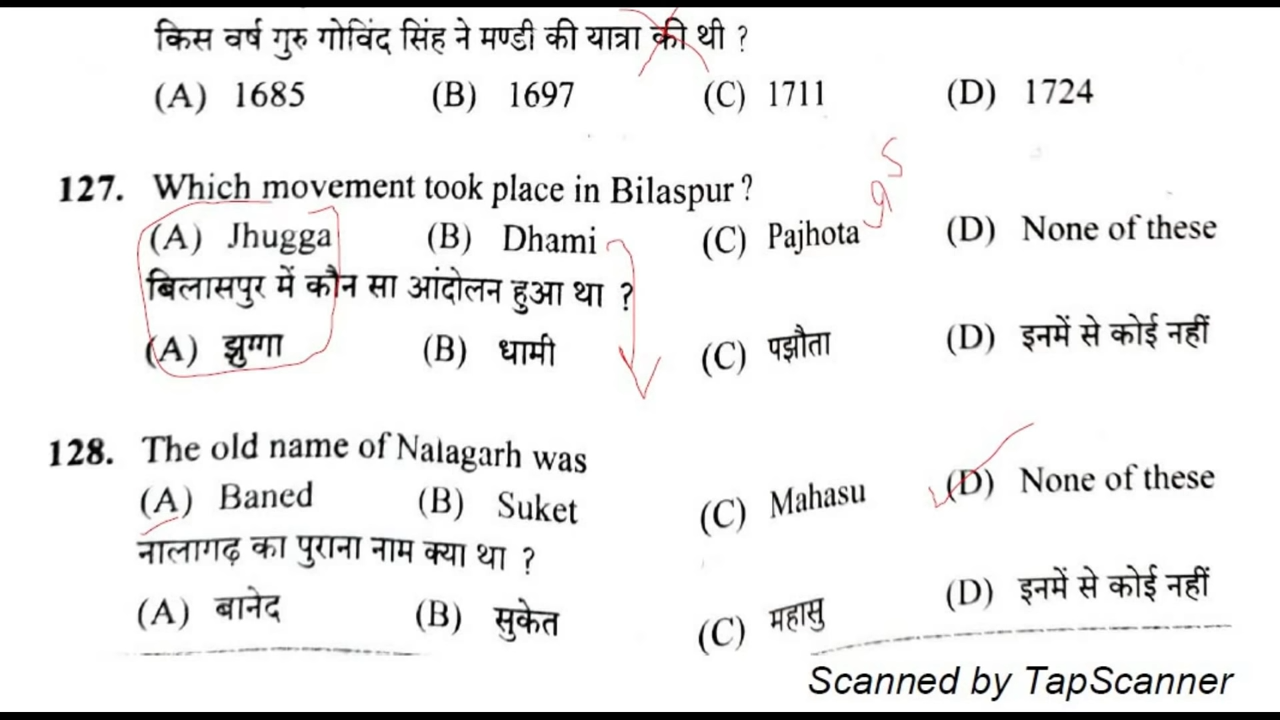 किस वर्ष गुरु गोविंद सिंह ने मण्डी की यात्रा की थी ?
(A) 1685 (B) 1697 (C) 1711 (D) 1724
127. Which movement took place in Bilaspur ?
(A) Jhugga (B) Dhami (C) Pajhota (D) None of these
बिलासपुर में कौन सा आंदोलन हुआ था ?
(A) झुग्गा (B) धामी (C) पझौता (D) इनमें से कोई नहीं
128. The old name of Nalagarh was
(A) Baned (B) Suket (C) Mahasu (D) None of these
नालागढ़ का पुराना नाम क्या था ?
(A) बानेद (B) सुकेत (C) महासु (D) इनमें से कोई नहीं
Scanned by TapScanner